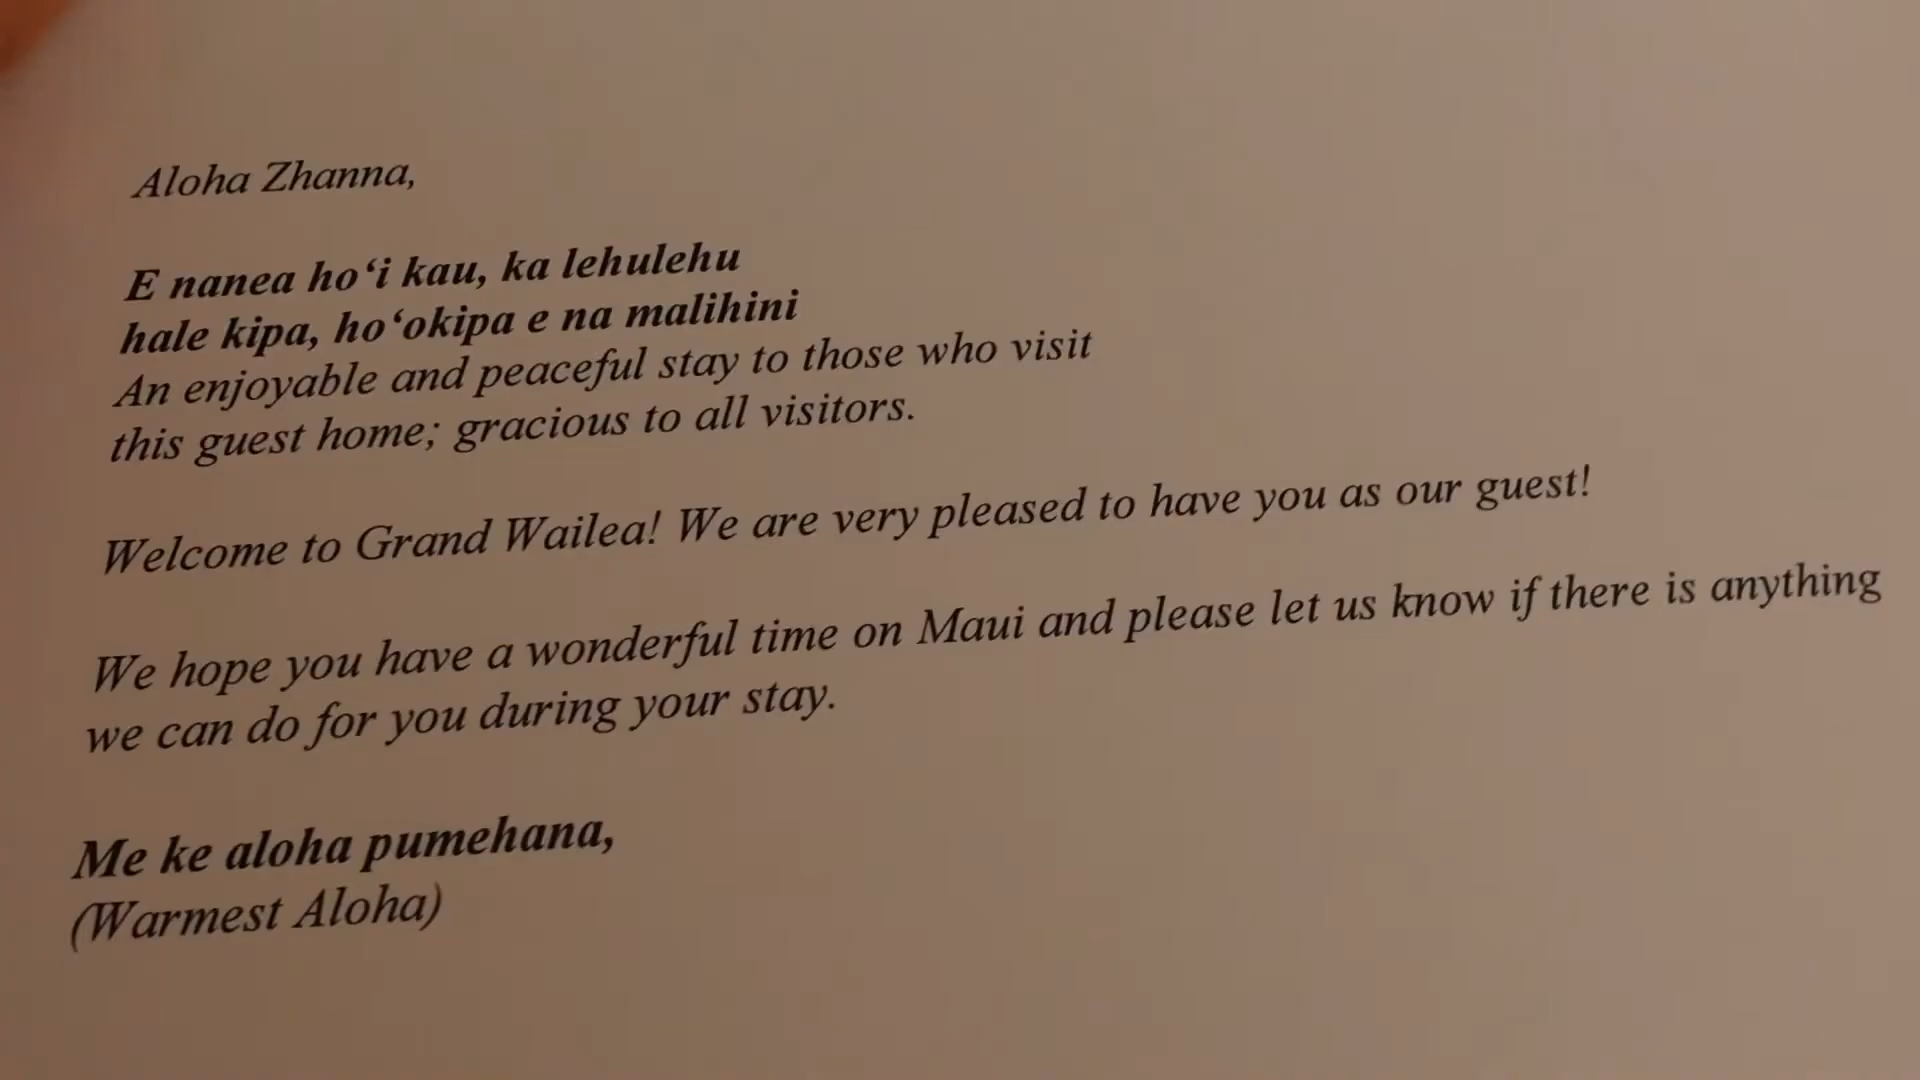 Aloha Zhanna,
E nanea hoʻi kau, ka lehulehu
hale kipa, hoʻokipa e na malihini
An enjoyable and peaceful stay to those who visit
this guest home; gracious to all visitors.
Welcome to Grand Wailea! We are very pleased to have you as our guest!
We hope you have a wonderful time on Maui and please let us know if there is anything
we can do for you during your stay.
Me ke aloha pumehana,
(Warmest Aloha)